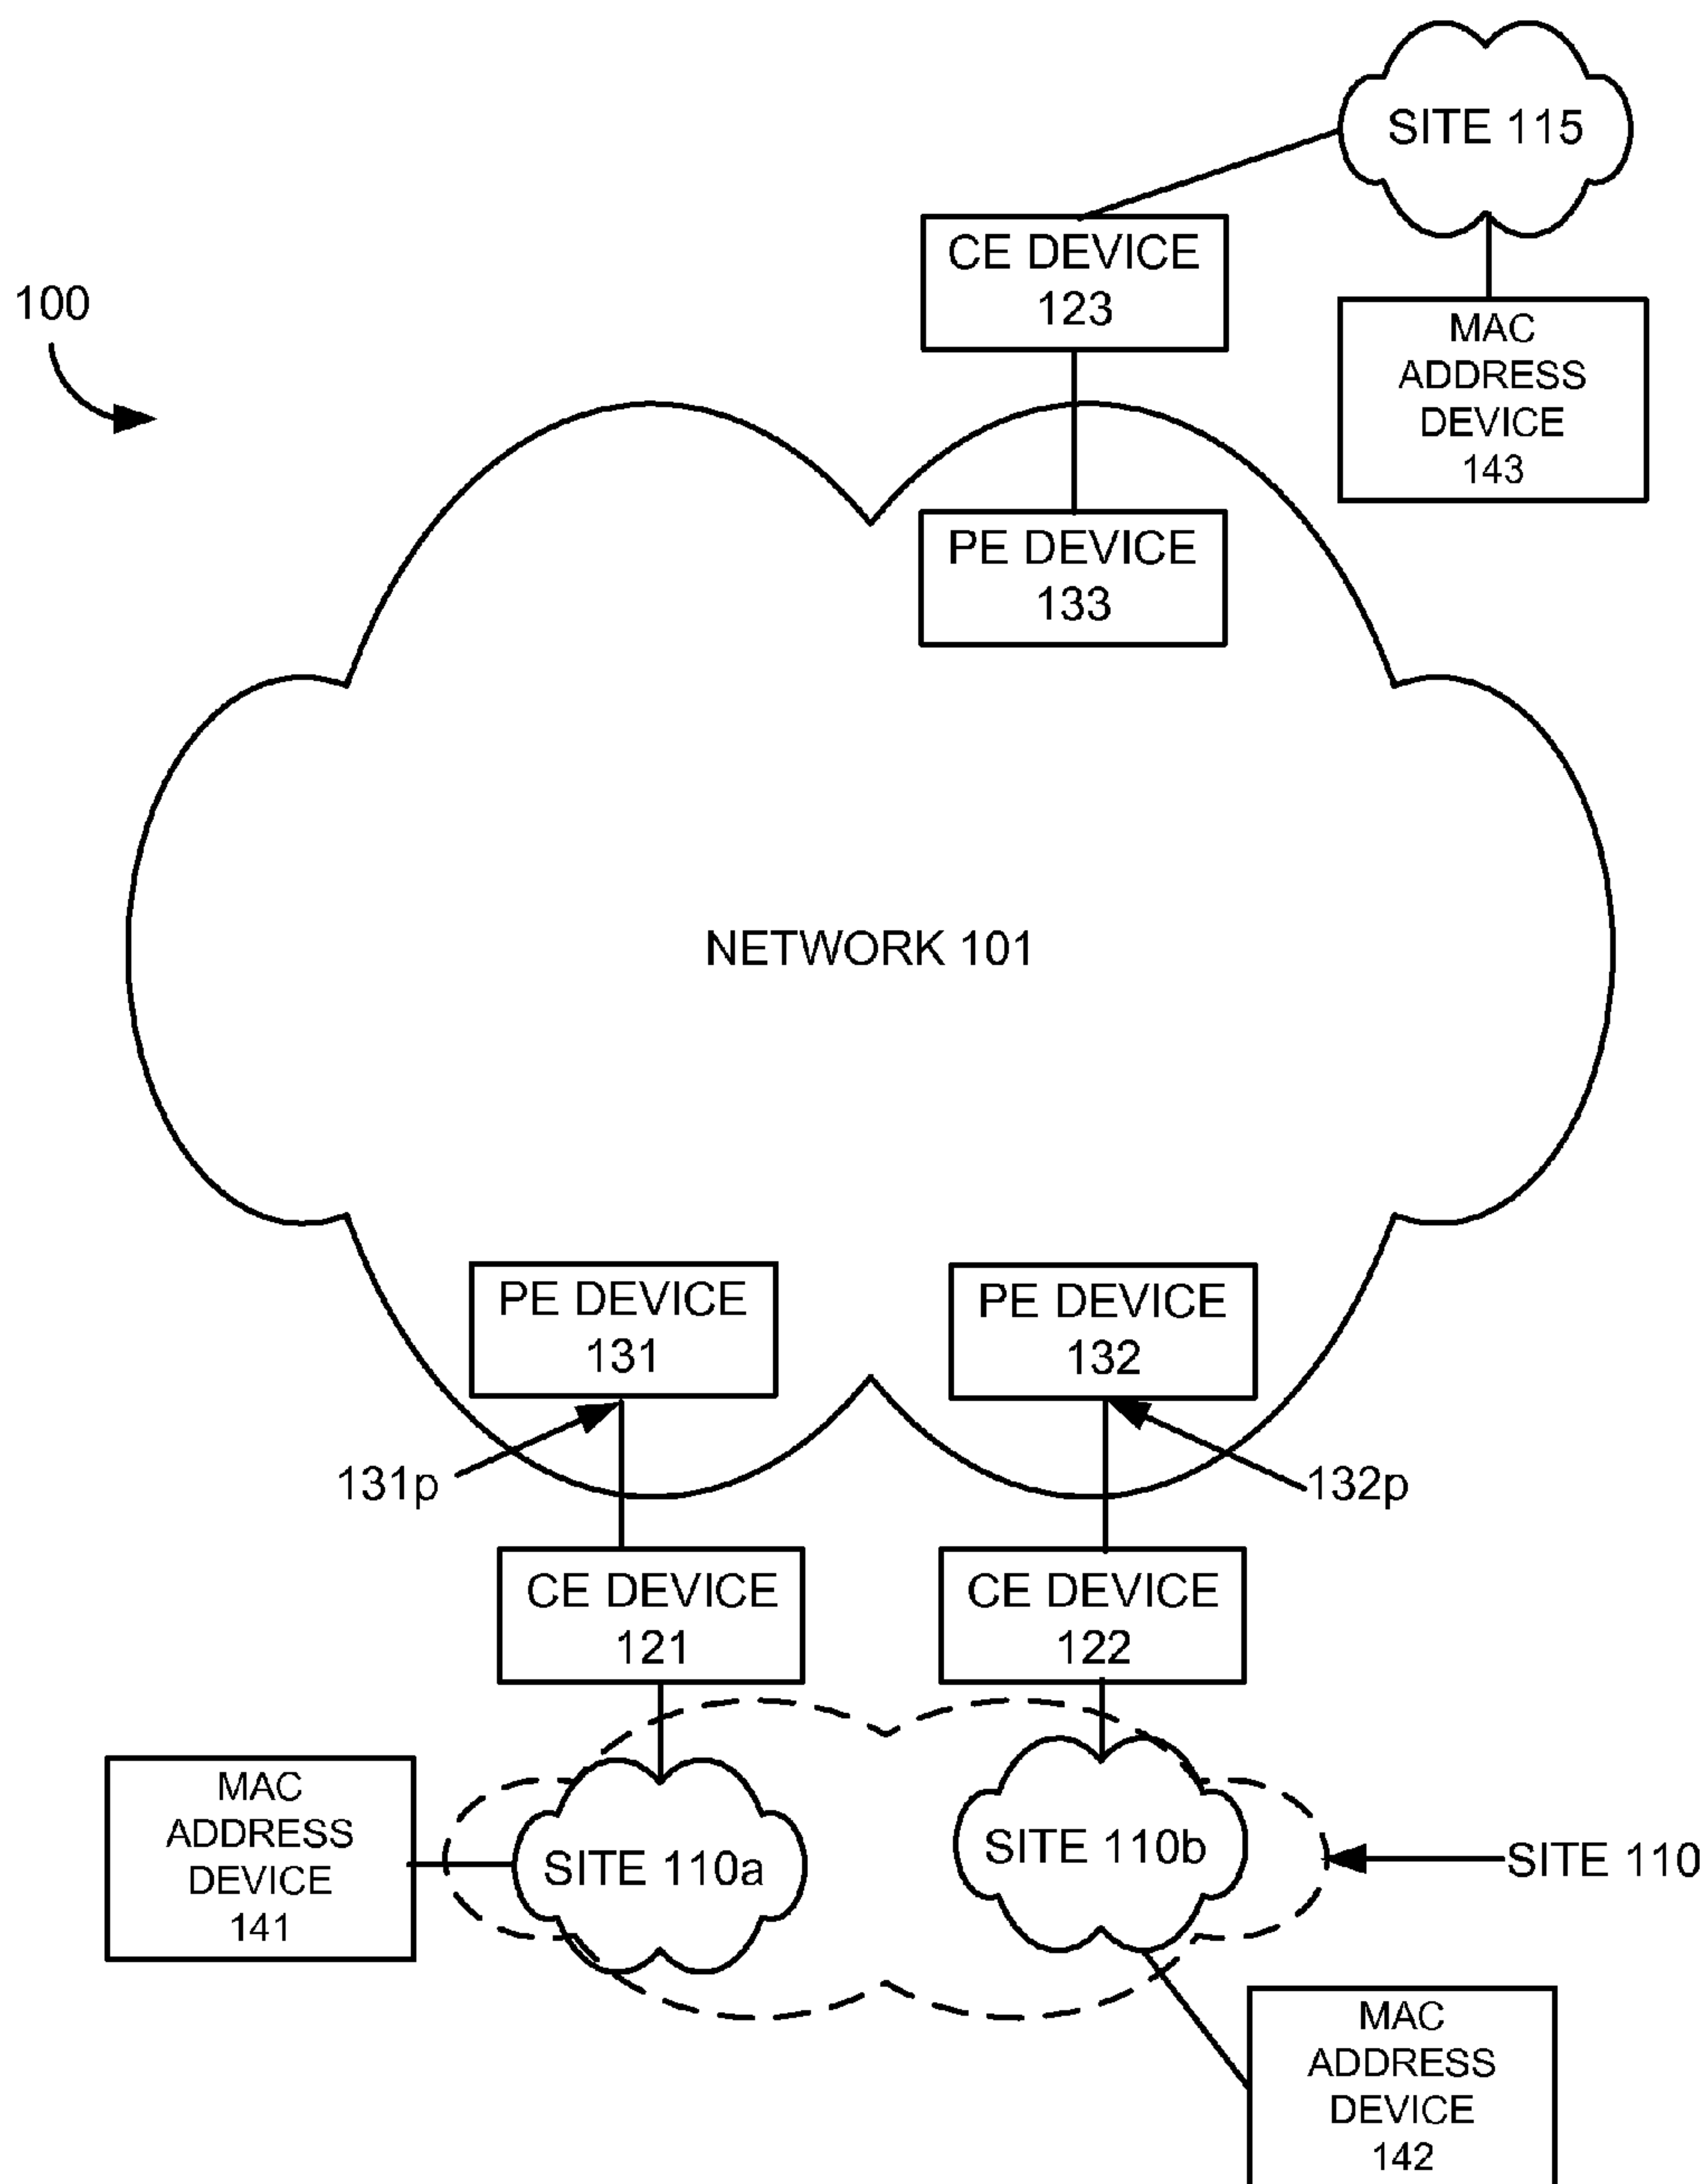 SITE 115
CE DEVICE
123
100
MAC
ADDRESS
DEVICE
143
PE DEVICE
133
NETWORK 101
PE DEVICE
131
PE DEVICE
132
131p
132p
CE DEVICE
121
CE DEVICE
122
MAC
ADDRESS
DEVICE
141
SITE 110a
SITE 110b
SITE 110
MAC
ADDRESS
DEVICE
142